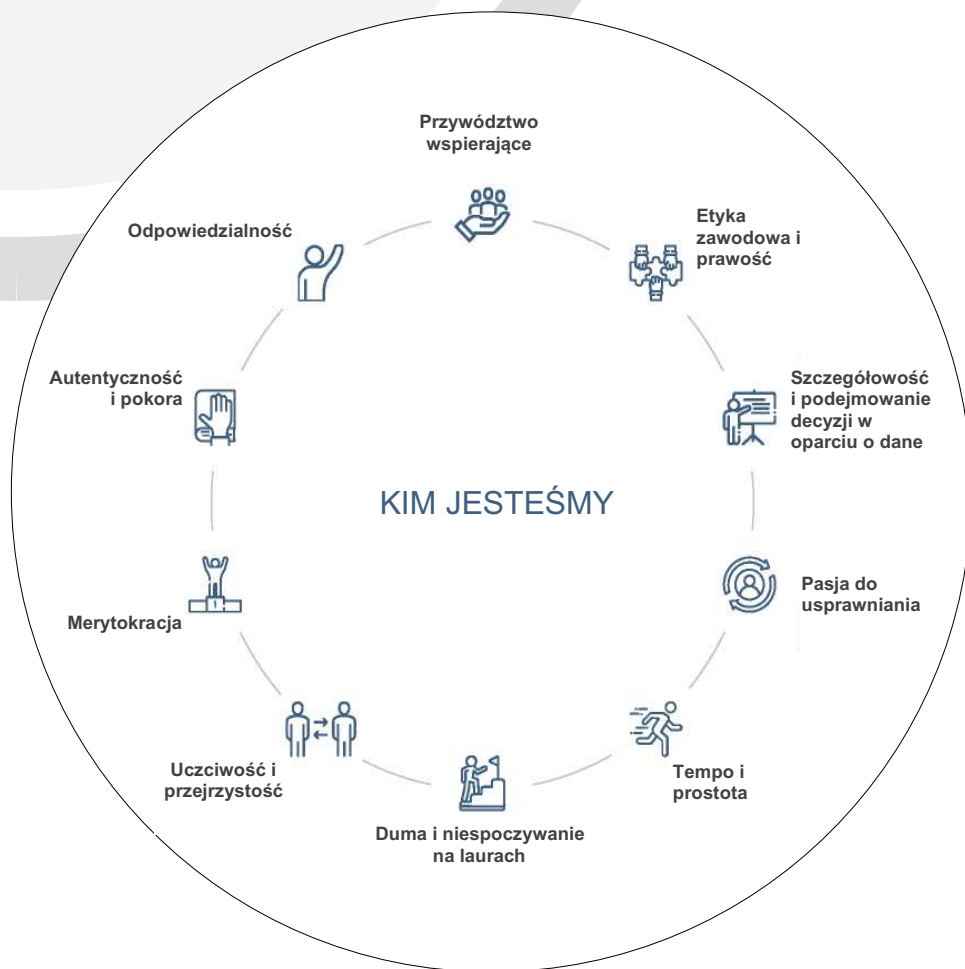 Przywództwo
wspierające
Etyka
zawodowa i
prawość
Szczegółowość
i podejmowanie
decyzji w
oparciu o dane
Pasja do
usprawniania
Tempo i
prostota
Duma i niespoczywanie
na laurach
Uczciwość i
przejrzystość
Merytokracja
Autentyczność
i pokora
Odpowiedzialność
KIM JESTEŚMY